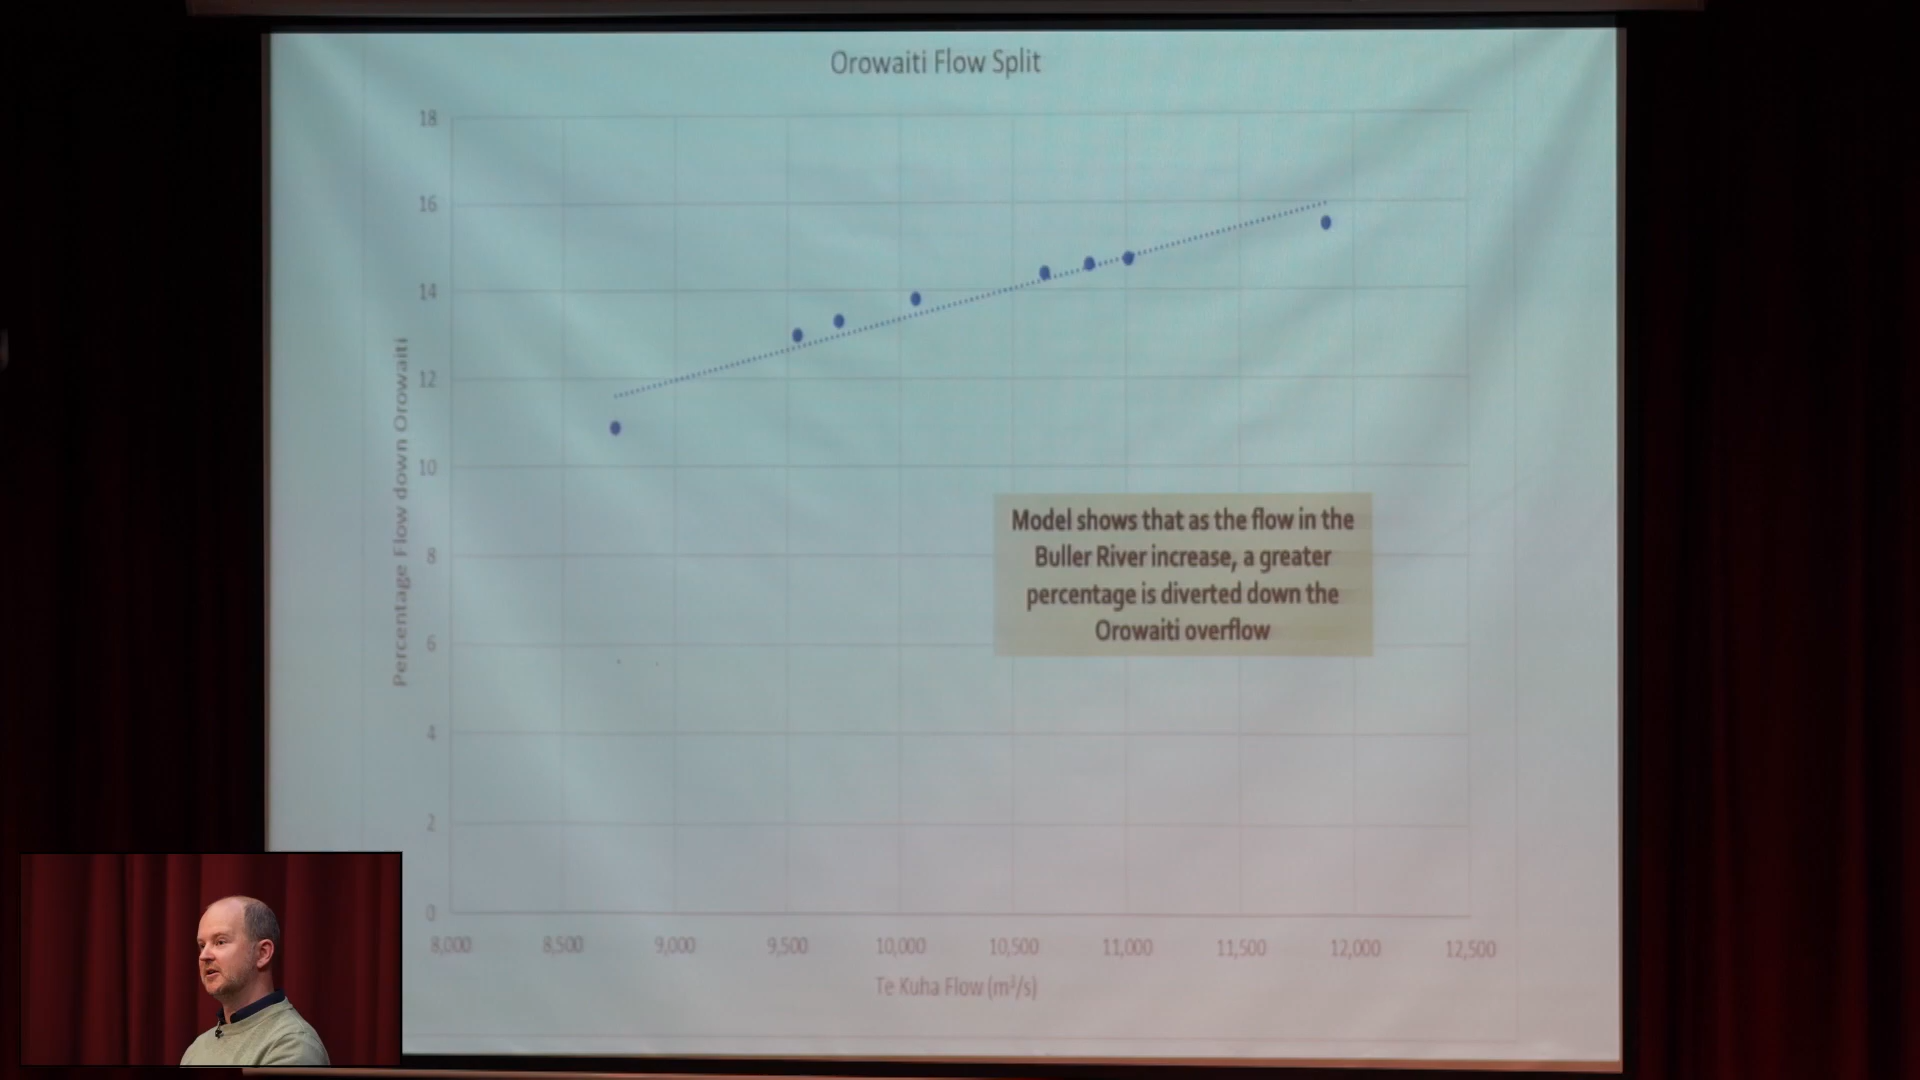 Orowaiti Flow Split
18
16
14
12
10
8
6
4
2
0
Percentage Flow down Orowaiti
Model shows that as the flow in the
Buller River increase, a greater
percentage is diverted down the
Orowaiti overflow
8,000 8,500 9,000 9,500 10,000 10,500 11,000 11,500 12,000 12,500
Te Kuha Flow (m³/s)